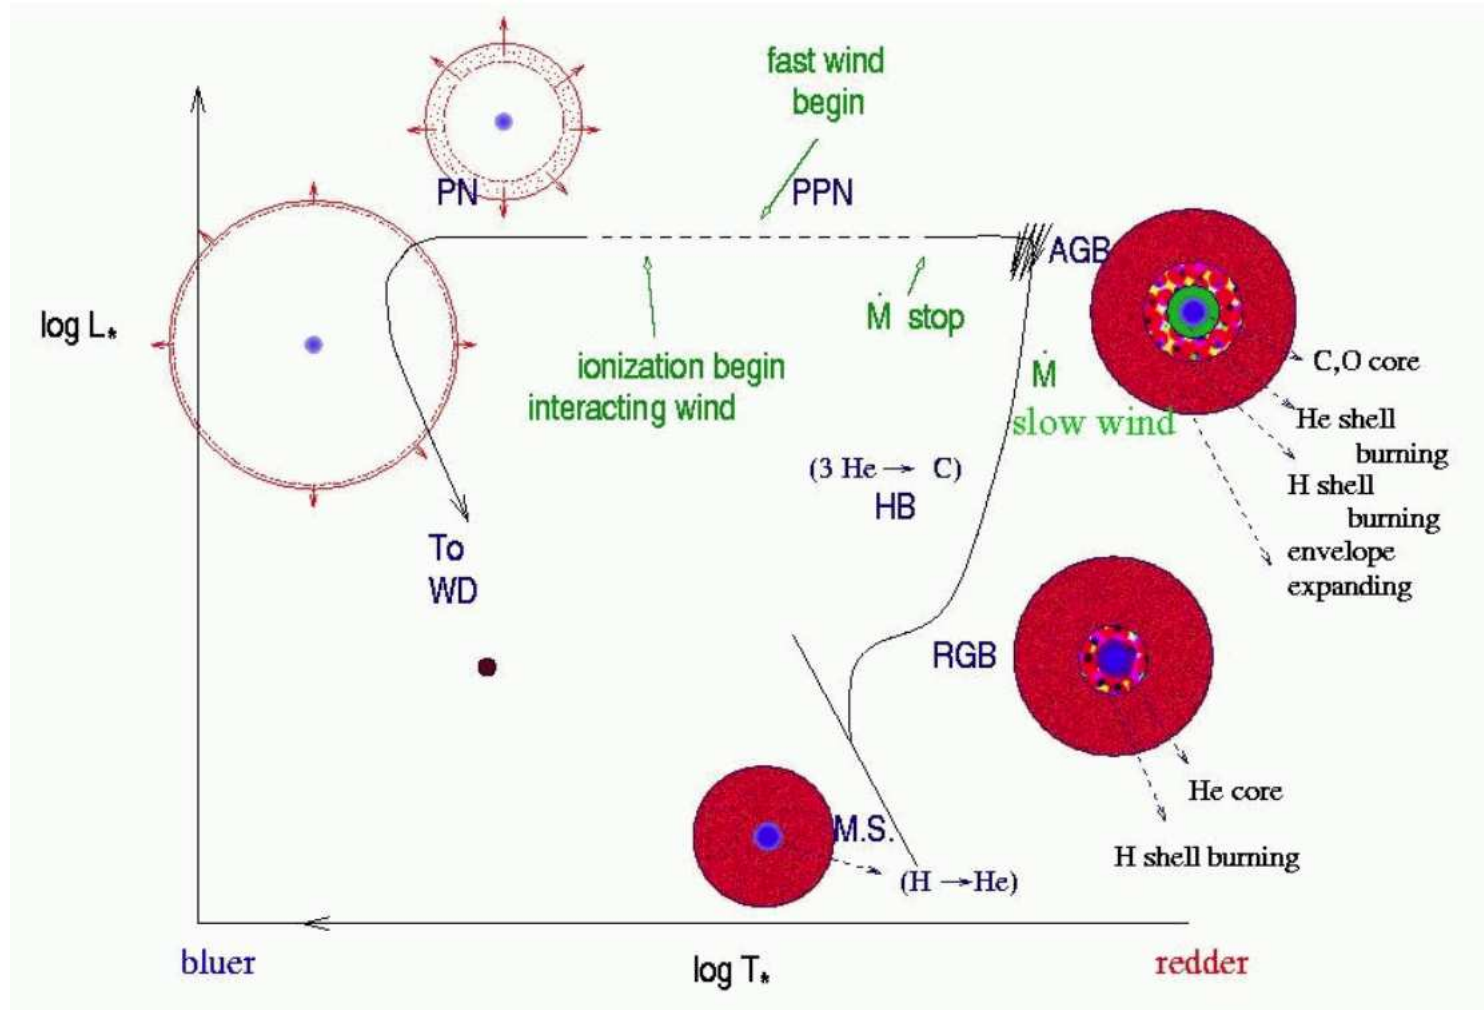 fast wind
begin
PN
PPN
AGB
log L*
Ṁ stop
ionization begin
interacting wind
Ṁ
slow wind
C,O core
He shell
burning
H shell
burning
envelope
expanding
(3 He → C)
HB
To
WD
RGB
He core
H shell burning
M.S.
(H → He)
bluer
log T*
redder